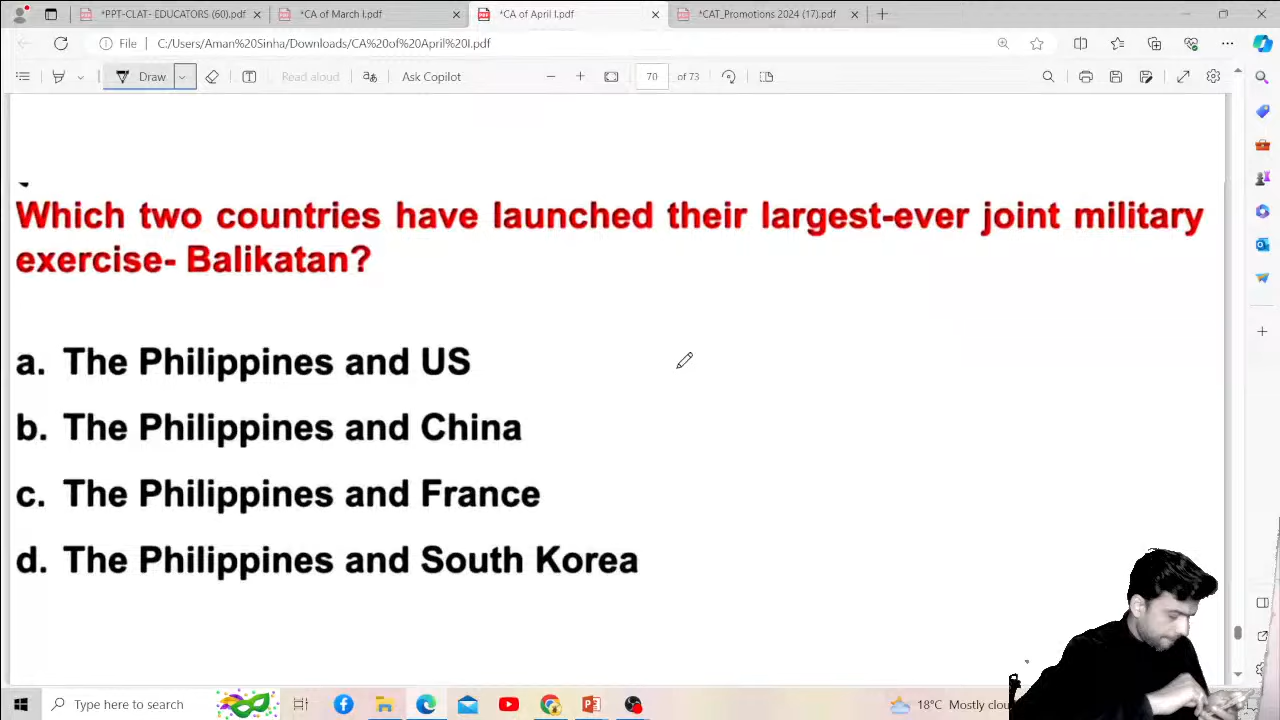 *PPT-CLAT- EDUCATORS (60).pdf
*CA of March I.pdf
*CA of April I.pdf
*CAT_Promotions 2024 (17).pdf
File
C:/Users/Aman%20Sinha/Downloads/CA%20of%20April%20I.pdf
Draw
Read aloud
Ask Copilot
70 of 73
Which two countries have launched their largest-ever joint military
exercise- Balikatan?
a. The Philippines and US
b. The Philippines and China
c. The Philippines and France
d. The Philippines and South Korea
Type here to search
18°C Mostly clou